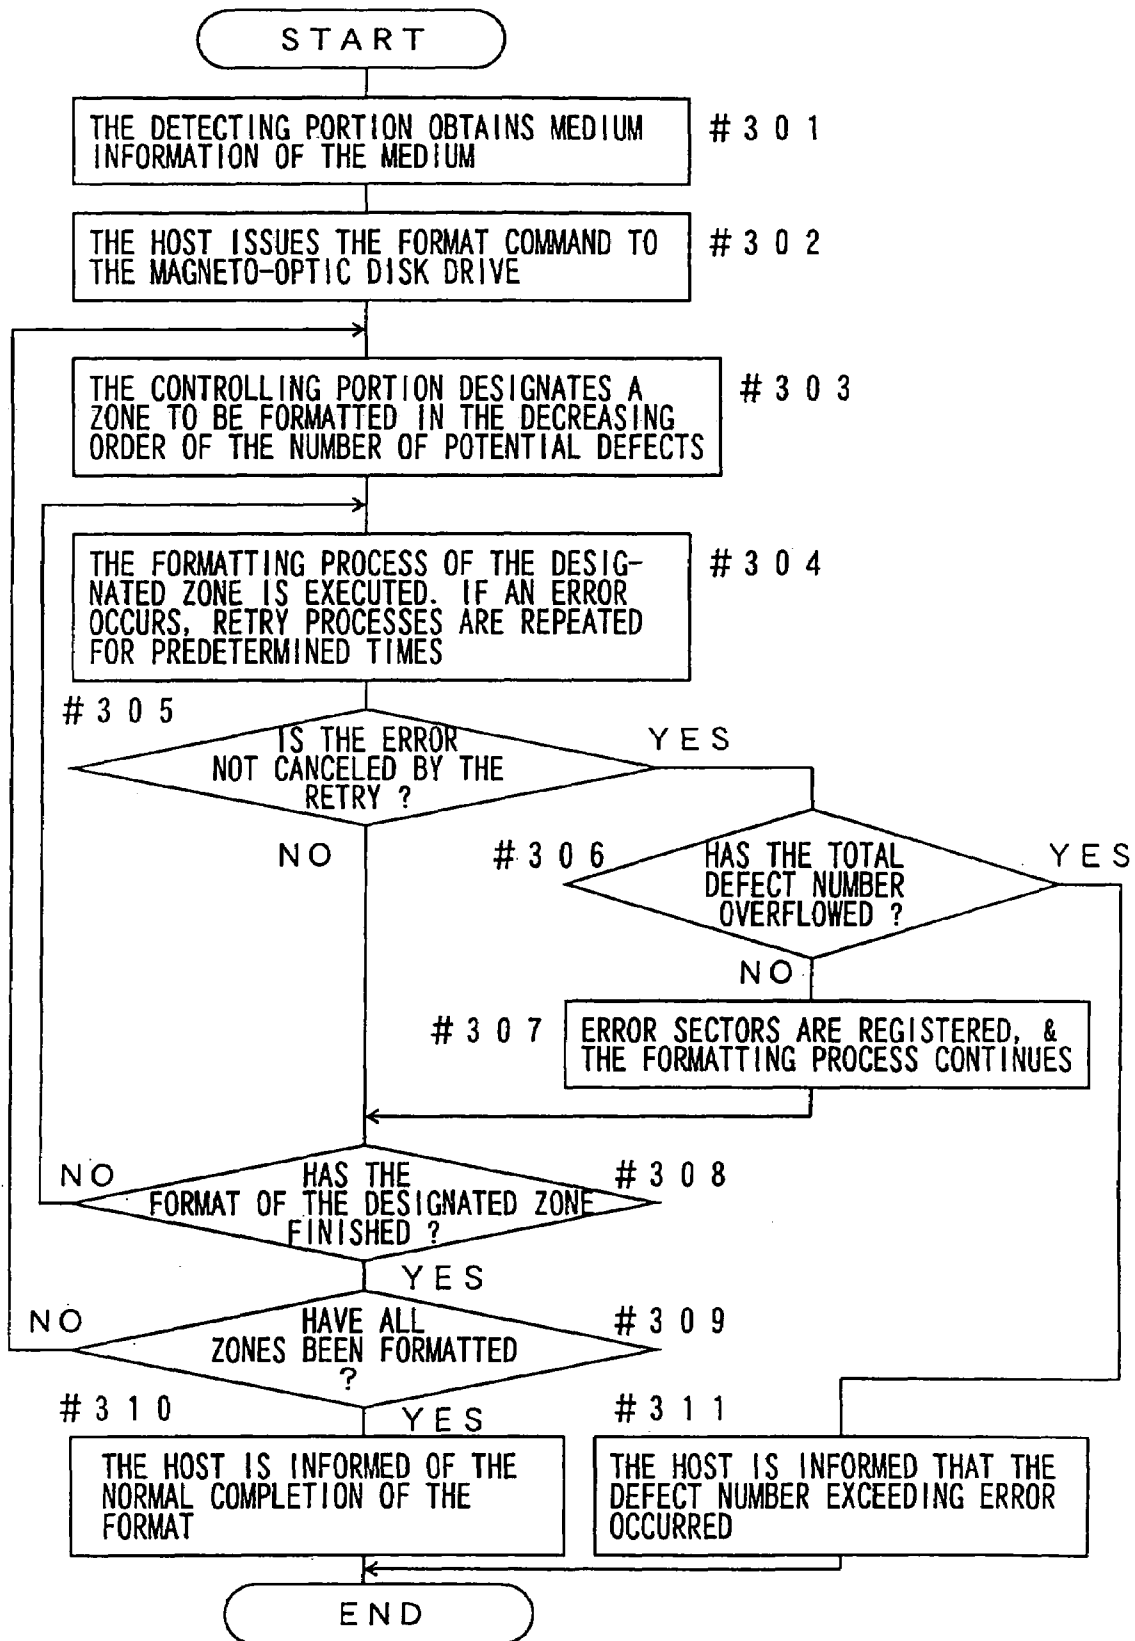 START
THE DETECTING PORTION OBTAINS MEDIUM
INFORMATION OF THE MEDIUM
#301
THE HOST ISSUES THE FORMAT COMMAND TO
THE MAGNETO-OPTIC DISK DRIVE
#302
THE CONTROLLING PORTION DESIGNATES A
ZONE TO BE FORMATTED IN THE DECREASING
ORDER OF THE NUMBER OF POTENTIAL DEFECTS
#303
THE FORMATTING PROCESS OF THE DESIG-
NATED ZONE IS EXECUTED. IF AN ERROR
OCCURS, RETRY PROCESSES ARE REPEATED
FOR PREDETERMINED TIMES
#304
#305
IS THE ERROR
NOT CANCELED BY THE
RETRY ?
YES
NO
#306
HAS THE TOTAL
DEFECT NUMBER
OVERFLOWED ?
YES
NO
#307
ERROR SECTORS ARE REGISTERED, &
THE FORMATTING PROCESS CONTINUES
NO
HAS THE
FORMAT OF THE DESIGNATED ZONE
FINISHED ?
#308
YES
NO
HAVE ALL
ZONES BEEN FORMATTED
?
#309
#310
YES
#311
THE HOST IS INFORMED OF THE
NORMAL COMPLETION OF THE
FORMAT
THE HOST IS INFORMED THAT THE
DEFECT NUMBER EXCEEDING ERROR
OCCURRED
END